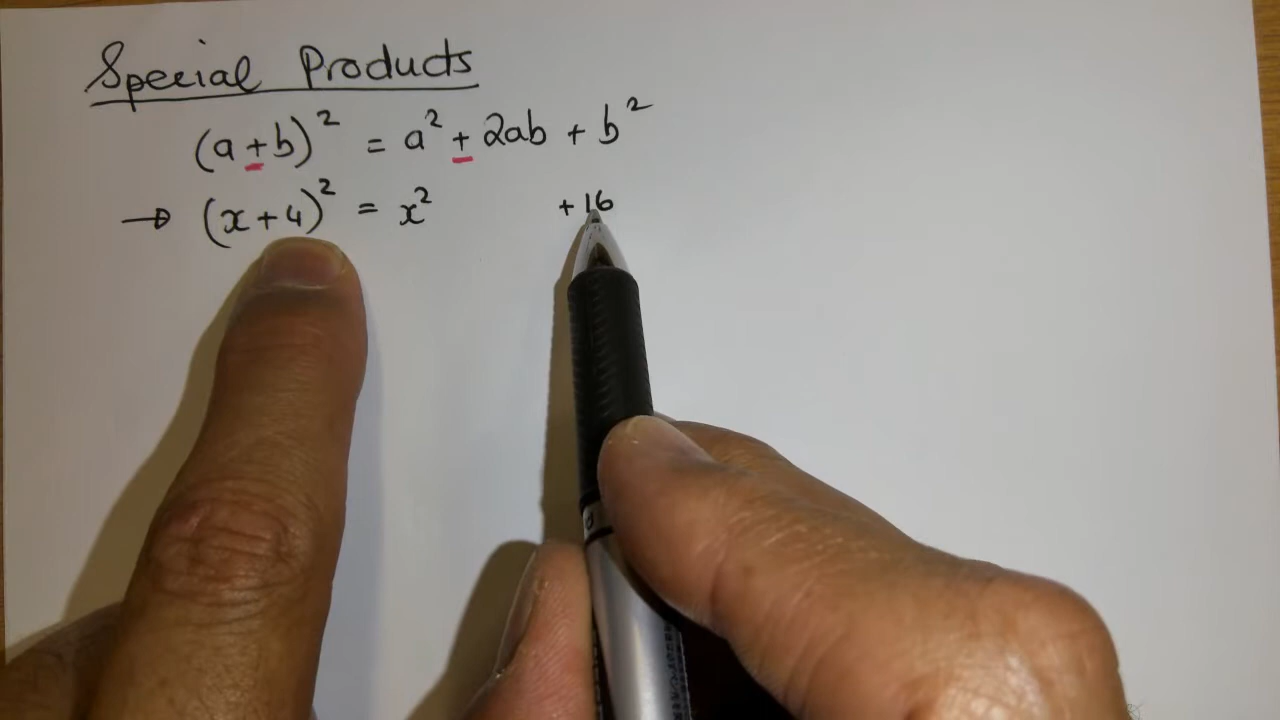 Special Products
(a+b)² = a² + 2ab + b²
→ (x+4)² = x² +16